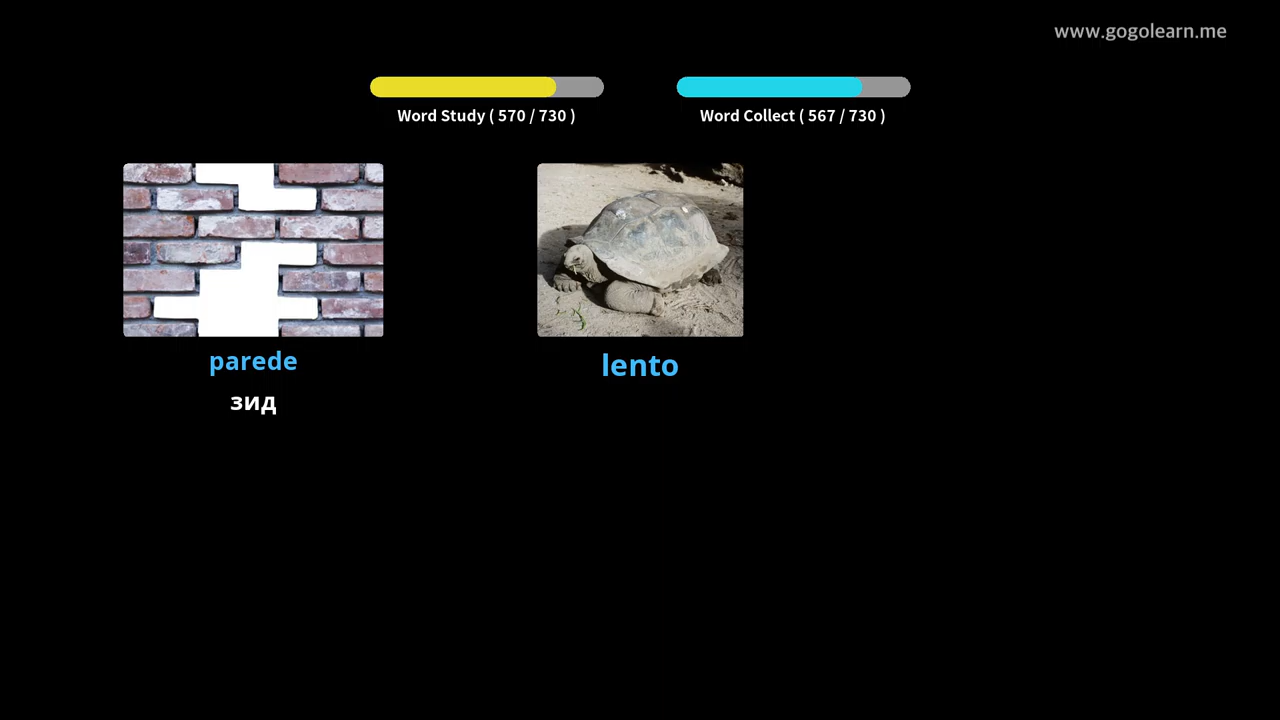 www.gogolearn.me
Word Study ( 570 / 730 )
Word Collect ( 567 / 730 )
parede
зид
lento